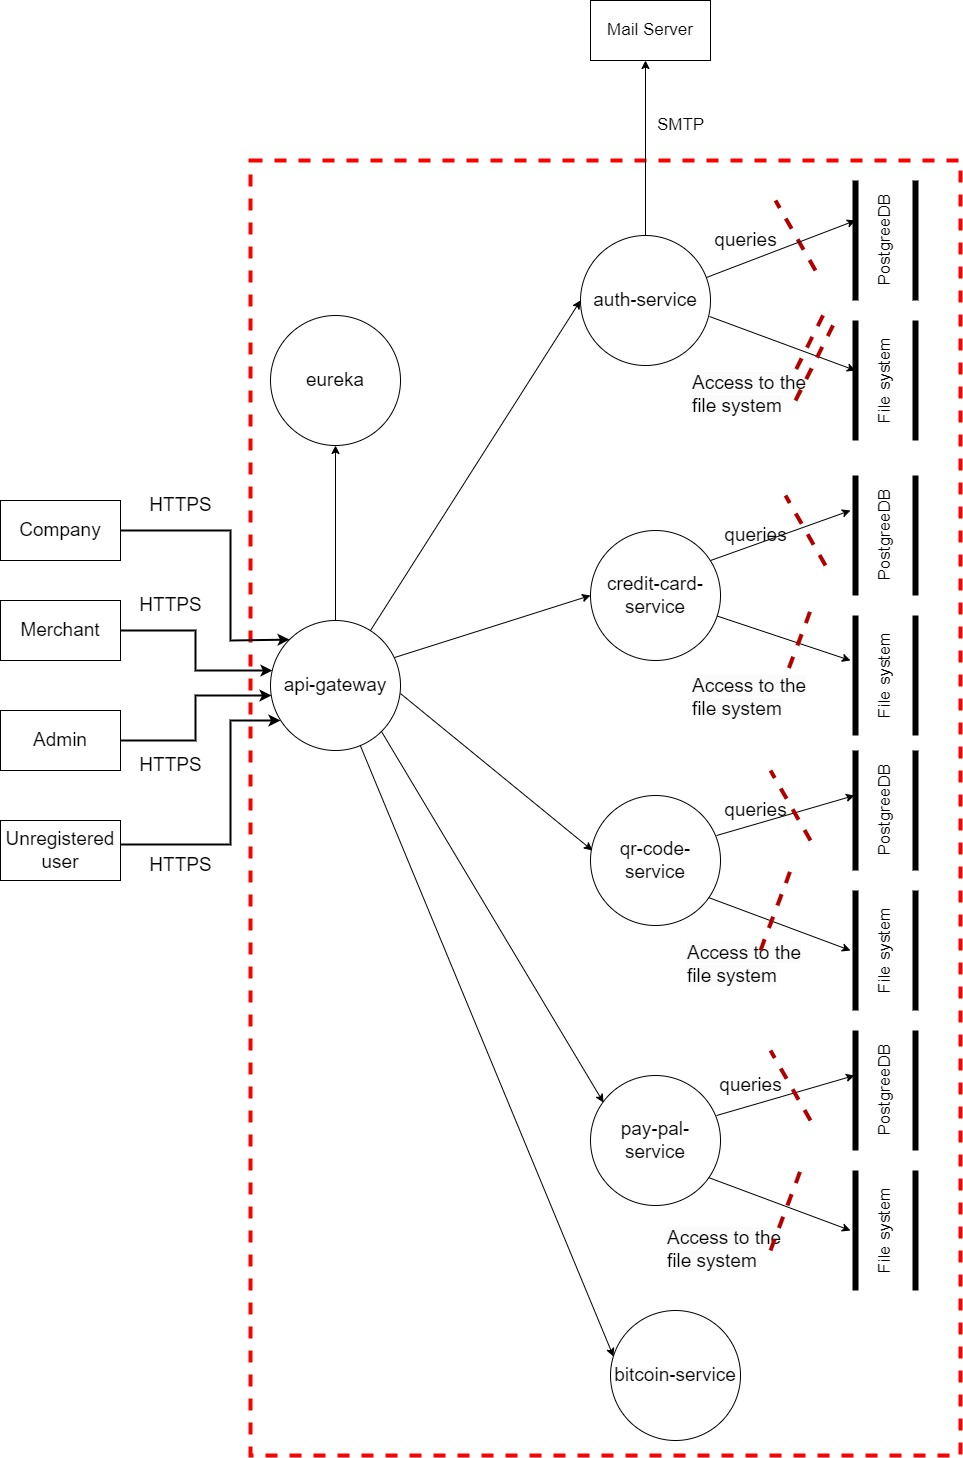 Mail Server
SMTP
queries
PostgreeDB
auth-service
Access to the
file system
File system
eureka
Company
HTTPS
Merchant
HTTPS
Admin
HTTPS
Unregistered
user
HTTPS
api-gateway
queries
PostgreeDB
credit-card-
service
Access to the
file system
File system
queries
PostgreeDB
qr-code-
service
Access to the
file system
File system
queries
PostgreeDB
pay-pal-
service
Access to the
file system
File system
bitcoin-service